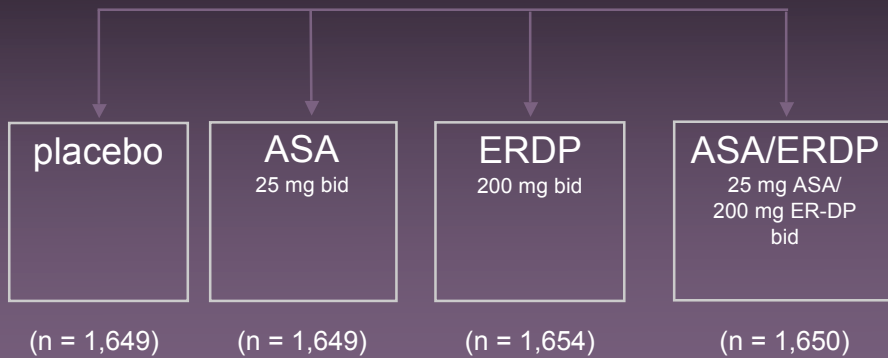 placebo
ASA
25 mg bid
ERDP
200 mg bid
ASA/ERDP
25 mg ASA/
200 mg ER-DP
bid
(n = 1,649)
(n = 1,649)
(n = 1,654)
(n = 1,650)